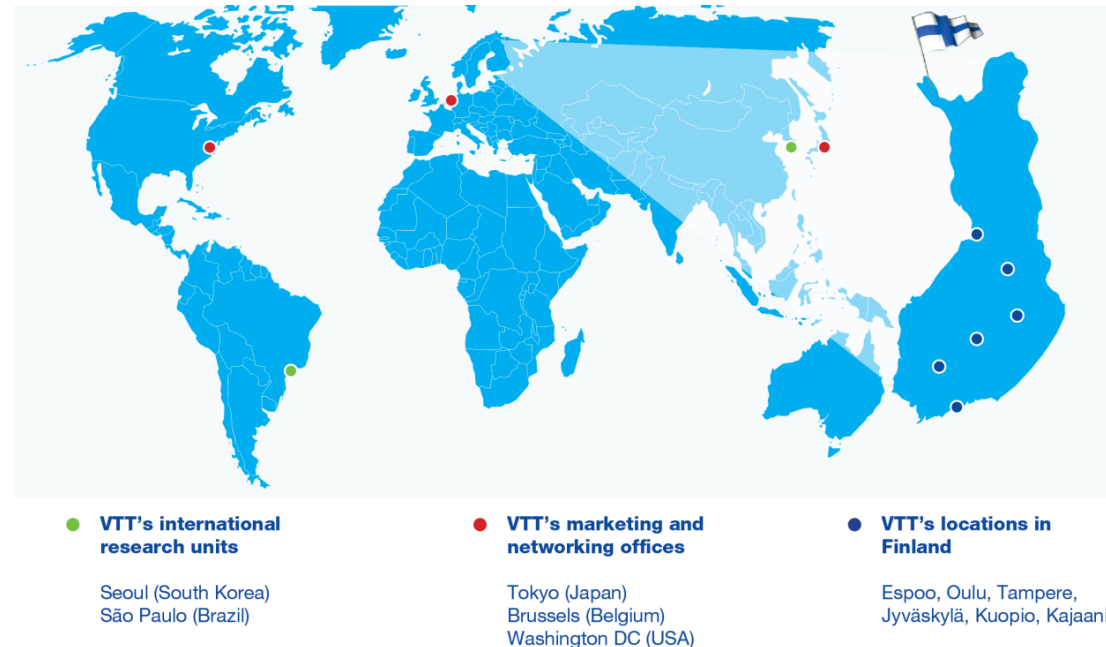 VTT's international
research units
Seoul (South Korea)
São Paulo (Brazil)
VTT's marketing and
networking offices
Tokyo (Japan)
Brussels (Belgium)
Washington DC (USA)
VTT's locations in
Finland
Espoo, Oulu, Tampere,
Jyväskylä, Kuopio, Kajaani